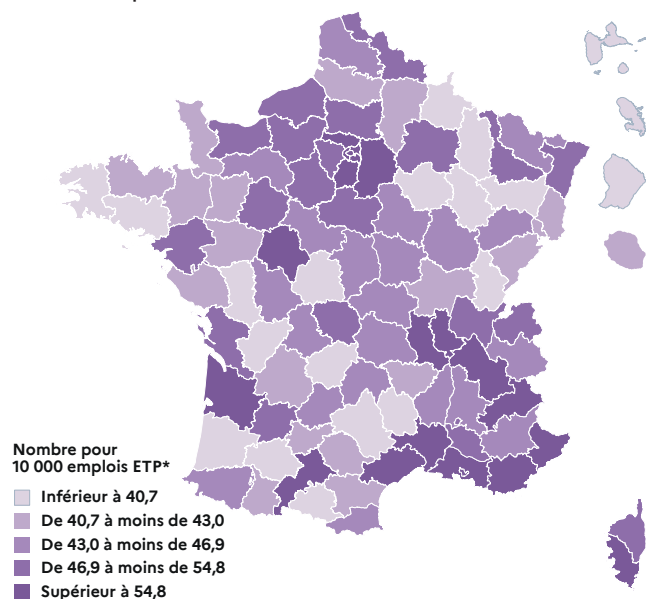 Nombre pour
10 000 emplois ETP*
Inférieur à 40,7
De 40,7 à moins de 43,0
De 43,0 à moins de 46,9
De 46,9 à moins de 54,8
Supérieur à 54,8